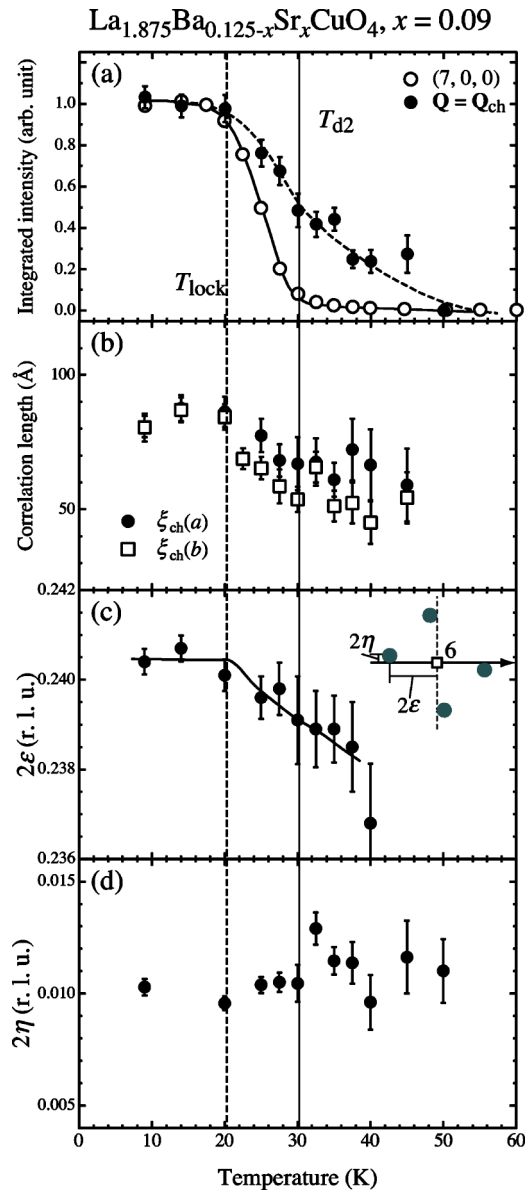 La1.875Ba0.125-xSrxCuO4, x = 0.09
(a)
(7, 0, 0)
Q = Qch
Td2
Tlock
Integrated intensity (arb. unit)
1.0
0.8
0.6
0.4
0.2
0.0
(b)
Correlation length (Å)
100
50
ξch(a)
ξch(b)
(c)
2ε (r. l. u.)
0.242
0.240
0.238
0.236
2η
6
2ε
(d)
2η (r. l. u.)
0.015
0.010
0.005
0 10 20 30 40 50 60
Temperature (K)